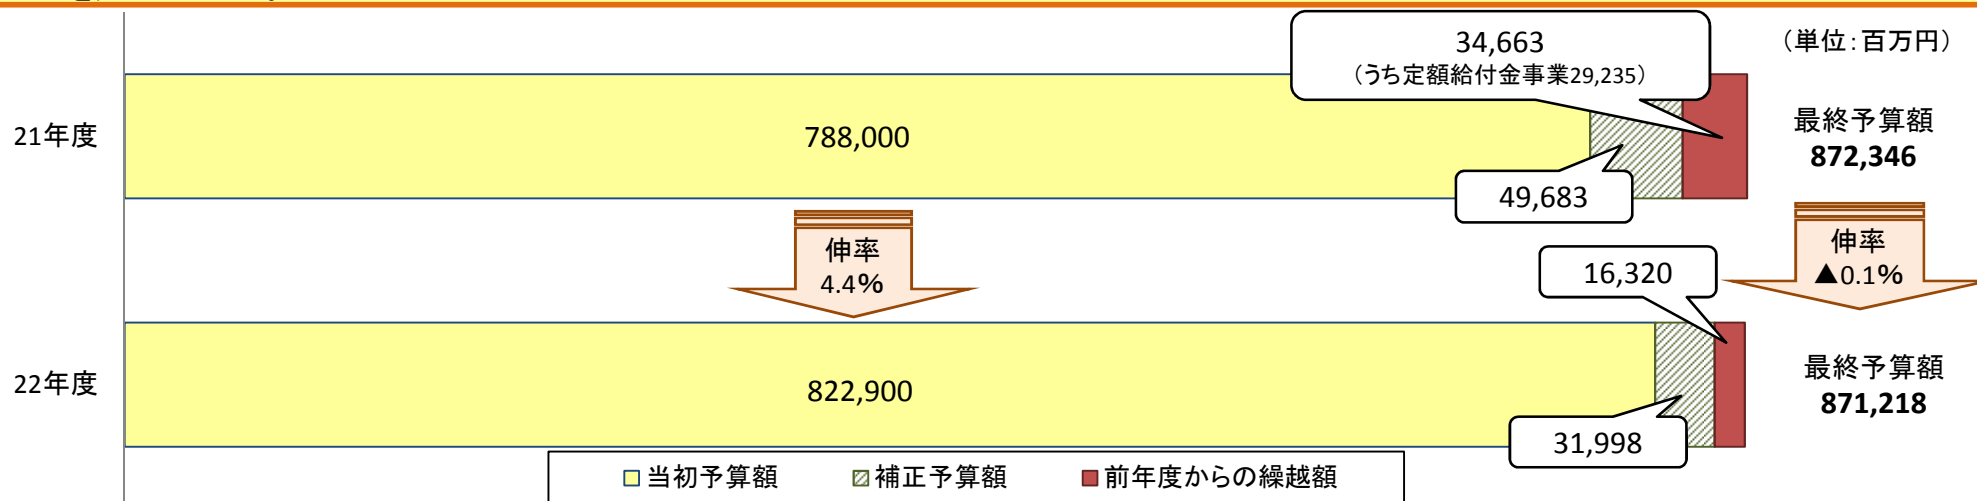 34,663
（うち定額給付金事業29,235）
（単位：百万円）
21年度
788,000
49,683
最終予算額
872,346
伸率
4.4%
伸率
▲0.1%
16,320
22年度
822,900
31,998
最終予算額
871,218
当初予算額
補正予算額
前年度からの繰越額